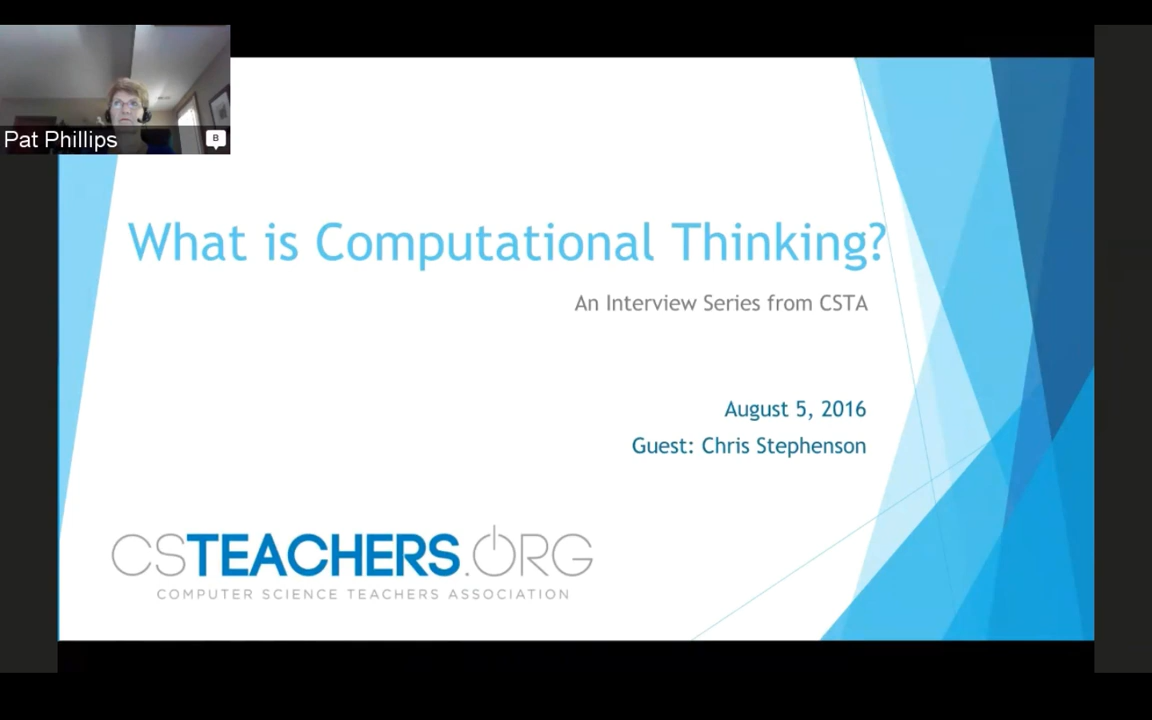 Pat Phillips
B
What is Computational Thinking?
An Interview Series from CSTA
August 5, 2016
Guest: Chris Stephenson
CSTEACHERS.ORG
COMPUTER SCIENCE TEACHERS ASSOCIATION